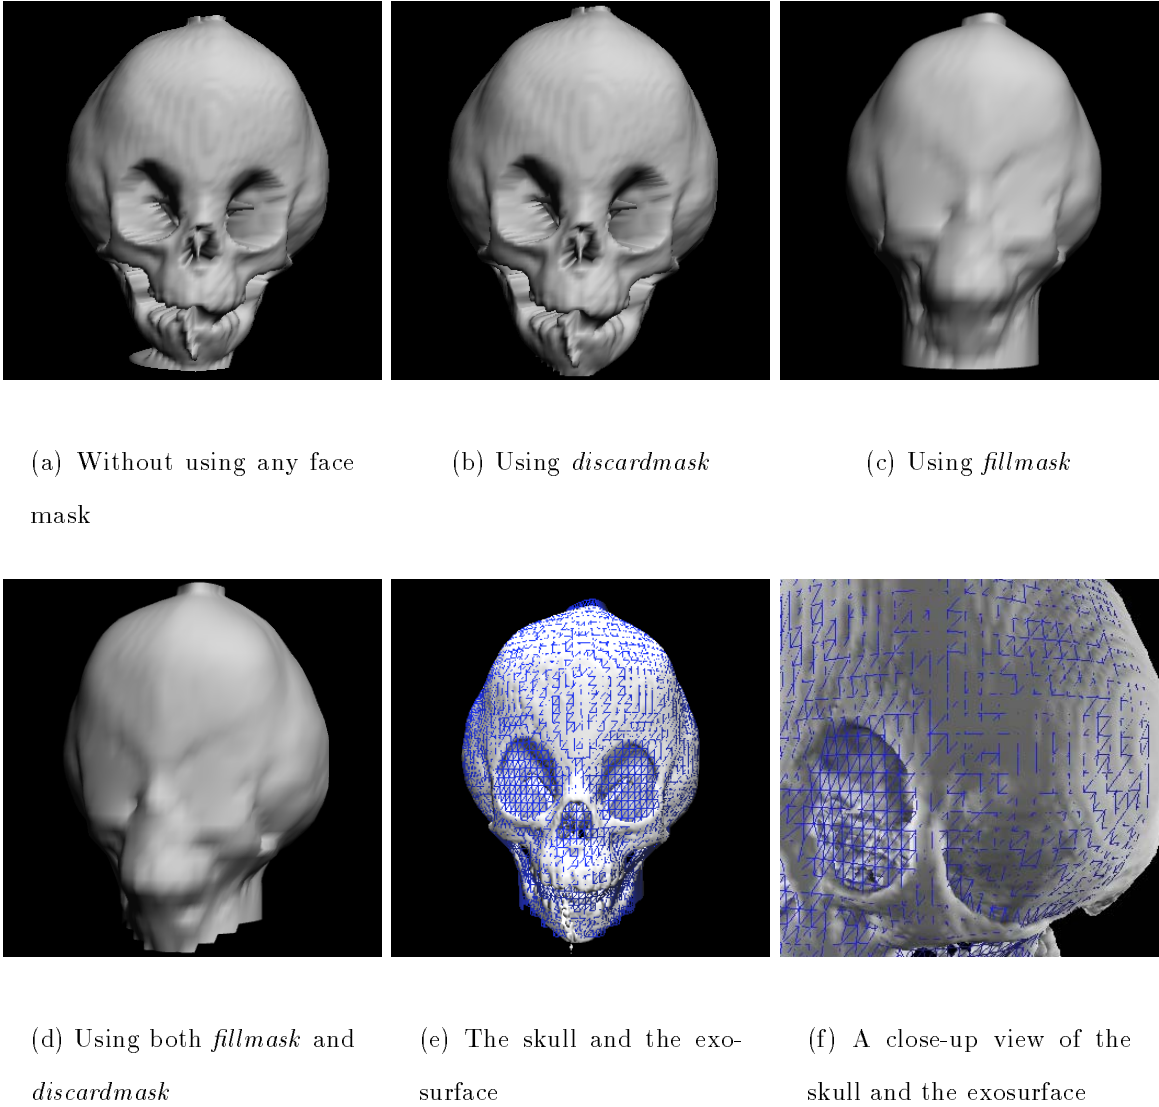 (a) Without using any face
mask
(b) Using discardmask
(c) Using fillmask
(d) Using both fillmask and
discardmask
(e) The skull and the exo-
surface
(f) A close-up view of the
skull and the exosurface